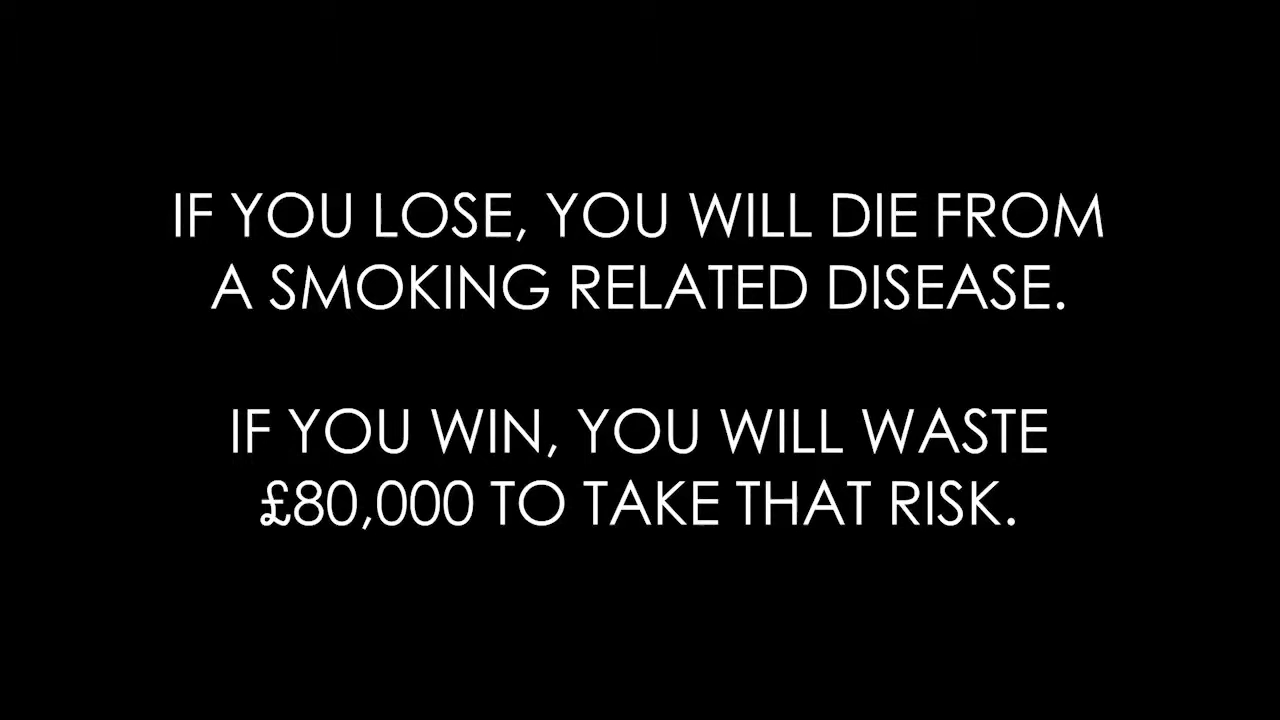 IF YOU LOSE, YOU WILL DIE FROM
A SMOKING RELATED DISEASE.
IF YOU WIN, YOU WILL WASTE
£80,000 TO TAKE THAT RISK.